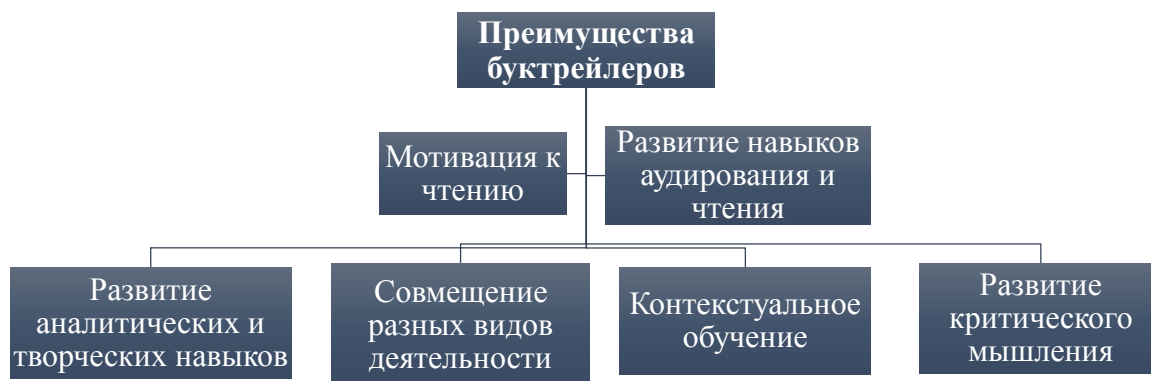 Преимущества
буктрейлеров
Мотивация к
чтению
Развитие навыков
аудирования и
чтения
Развитие
аналитических и
творческих навыков
Совмещение
разных видов
деятельности
Контекстуальное
обучение
Развитие
критического
мышления